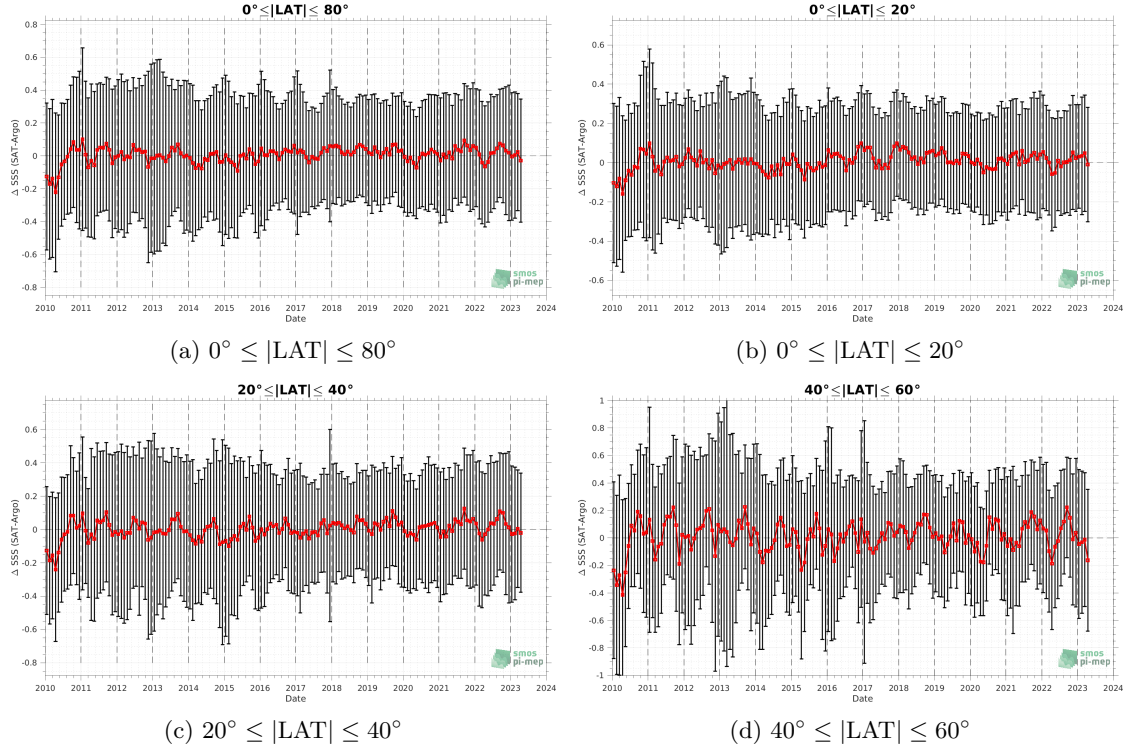 0°≤|LAT|≤ 80°
Δ SSS (SAT-Argo)
0.8
0.6
0.4
0.2
0
-0.2
-0.4
-0.6
-0.8
2010 2011 2012 2013 2014 2015 2016 2017 2018 2019 2020 2021 2022 2023 2024
Date
smos
pi-mep
(a) 0° ≤ |LAT| ≤ 80°
0°≤|LAT|≤ 20°
Δ SSS (SAT-Argo)
0.6
0.4
0.2
0
-0.2
-0.4
-0.6
2010 2011 2012 2013 2014 2015 2016 2017 2018 2019 2020 2021 2022 2023 2024
Date
smos
pi-mep
(b) 0° ≤ |LAT| ≤ 20°
20°≤|LAT|≤ 40°
Δ SSS (SAT-Argo)
0.6
0.4
0.2
0
-0.2
-0.4
-0.6
-0.8
2010 2011 2012 2013 2014 2015 2016 2017 2018 2019 2020 2021 2022 2023 2024
Date
smos
pi-mep
(c) 20° ≤ |LAT| ≤ 40°
40°≤|LAT|≤ 60°
Δ SSS (SAT-Argo)
1
0.8
0.6
0.4
0.2
0
-0.2
-0.4
-0.6
-0.8
-1
2010 2011 2012 2013 2014 2015 2016 2017 2018 2019 2020 2021 2022 2023 2024
Date
smos
pi-mep
(d) 40° ≤ |LAT| ≤ 60°